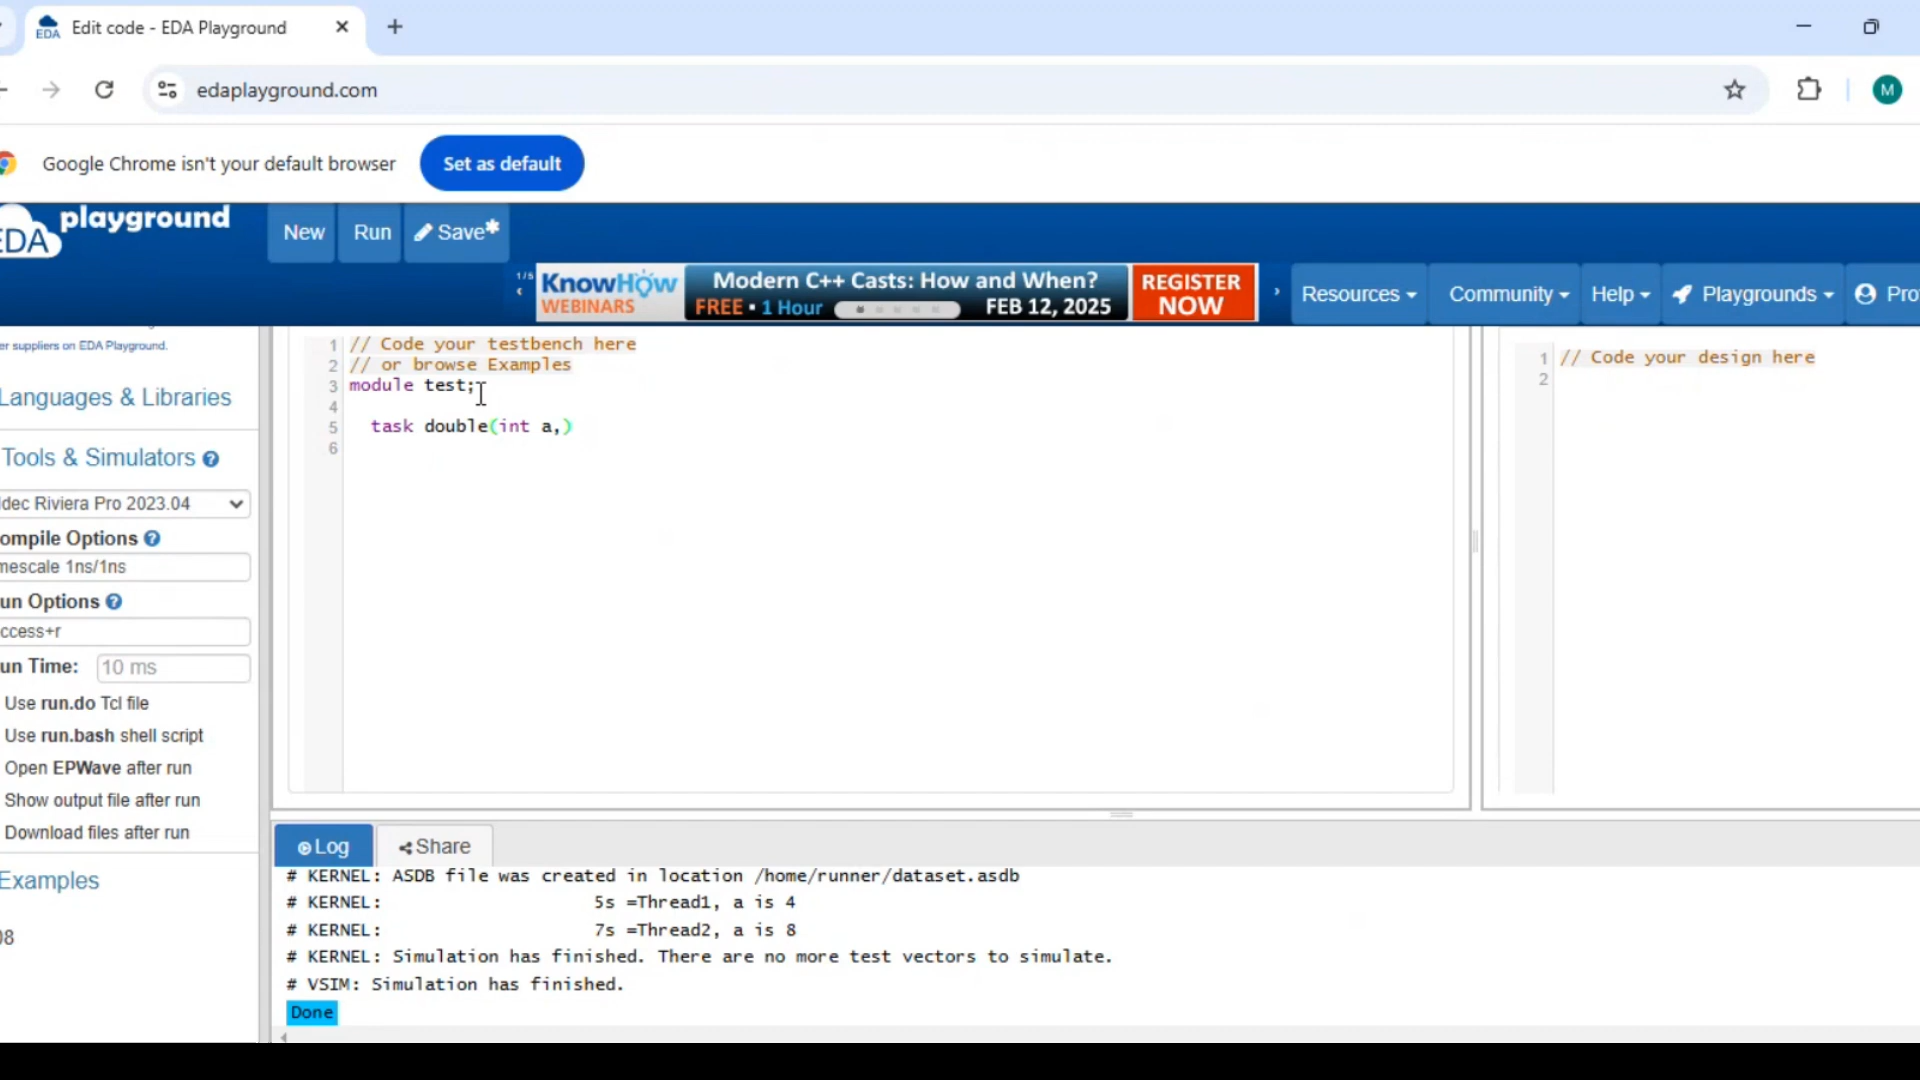 Edit code - EDA Playground
edaplayground.com
M
Google Chrome isn't your default browser
Set as default
EDA playground
New
Run
Save*
1/5
KnowHow WEBINARS
Modern C++ Casts: How and When?
FREE • 1 Hour
FEB 12, 2025
REGISTER NOW
Resources
Community
Help
Playgrounds
Pro
er suppliers on EDA Playground.
Languages & Libraries
Tools & Simulators
ldec Riviera Pro 2023.04
ompile Options
mescale 1ns/1ns
un Options
ccess+r
un Time:
10 ms
Use run.do Tcl file
Use run.bash shell script
Open EPWave after run
Show output file after run
Download files after run
Examples
08
1 // Code your testbench here
2 // or browse Examples
3 module test;
4
5 task double(int a,)
6
1 // Code your design here
2
Log
Share
# KERNEL: ASDB file was created in location /home/runner/dataset.asdb
# KERNEL: 5s =Thread1, a is 4
# KERNEL: 7s =Thread2, a is 8
# KERNEL: Simulation has finished. There are no more test vectors to simulate.
# VSIM: Simulation has finished.
Done